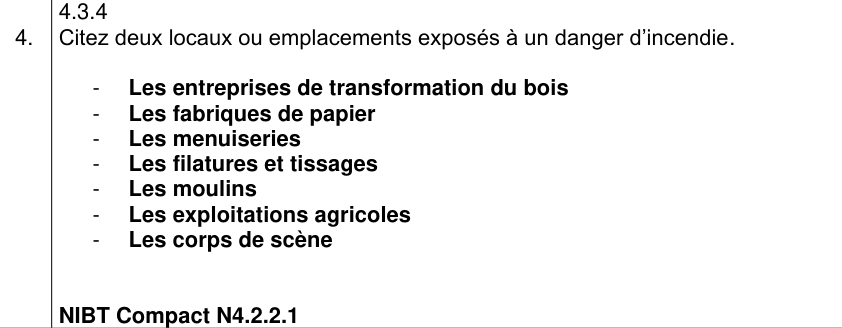 4.3.4
4. Citez deux locaux ou emplacements exposés à un danger d'incendie.
- Les entreprises de transformation du bois
- Les fabriques de papier
- Les menuiseries
- Les filatures et tissages
- Les moulins
- Les exploitations agricoles
- Les corps de scène
NIBT Compact N4.2.2.1